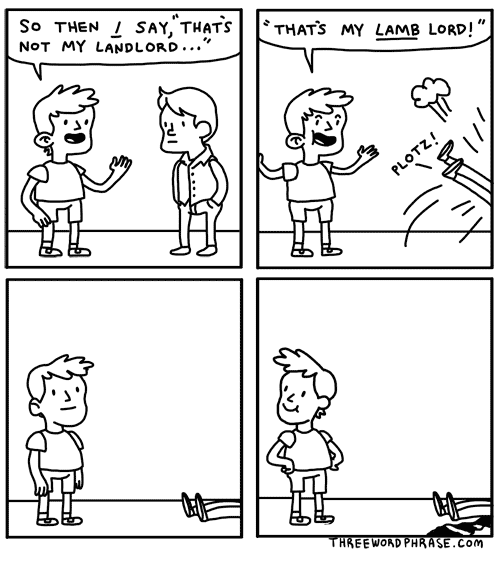 SO THEN I SAY, "THAT'S
NOT MY LANDLORD..."
"THAT'S MY LAMB LORD!"
PLOTZ!
THREEWORDPHRASE.COM